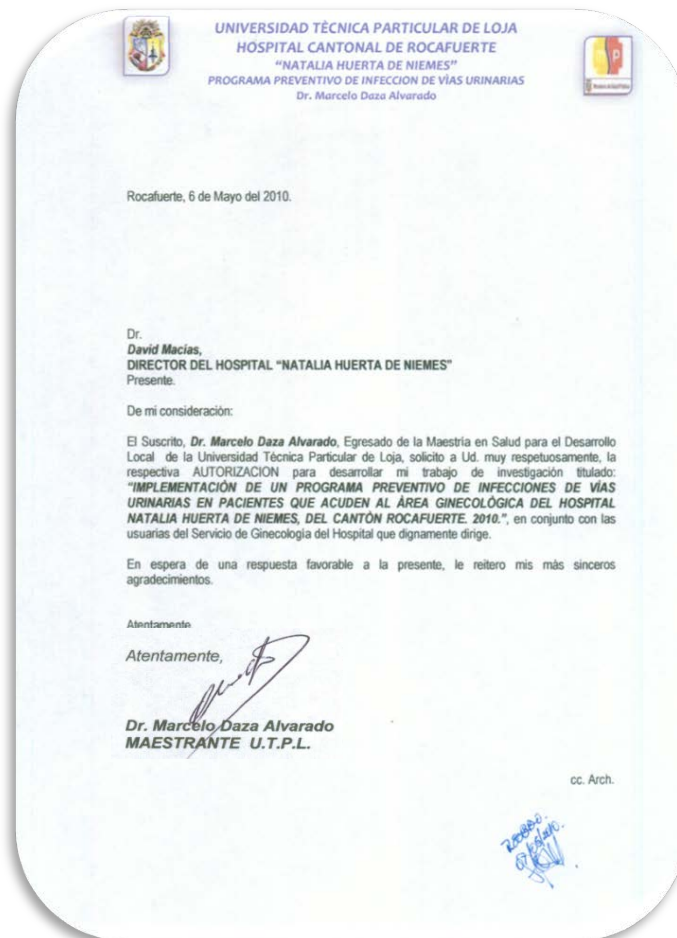 UNIVERSIDAD TÈCNICA PARTICULAR DE LOJA
HOSPITAL CANTONAL DE ROCAFUERTE
“NATALIA HUERTA DE NIEMES”
PROGRAMA PREVENTIVO DE INFECCION DE VÌAS URINARIAS
Dr. Marcelo Daza Alvarado
Rocafuerte, 6 de Mayo del 2010.
Dr.
David Macías,
DIRECTOR DEL HOSPITAL “NATALIA HUERTA DE NIEMES”
Presente.
De mi consideración:
El Suscrito, Dr. Marcelo Daza Alvarado, Egresado de la Maestría en Salud para el Desarrollo
Local de la Universidad Técnica Particular de Loja, solicito a Ud. muy respetuosamente, la
respectiva AUTORIZACION para desarrollar mi trabajo de investigación titulado:
“IMPLEMENTACIÓN DE UN PROGRAMA PREVENTIVO DE INFECCIONES DE VÍAS
URINARIAS EN PACIENTES QUE ACUDEN AL ÁREA GINECOLÓGICA DEL HOSPITAL
NATALIA HUERTA DE NIEMES, DEL CANTÓN ROCAFUERTE. 2010.”, en conjunto con las
usuarias del Servicio de Ginecología del Hospital que dignamente dirige.
En espera de una respuesta favorable a la presente, le reitero mis más sinceros
agradecimientos.
Atentamente
Atentamente,
Dr. Marcelo Daza Alvarado
MAESTRANTE U.T.P.L.
cc. Arch.